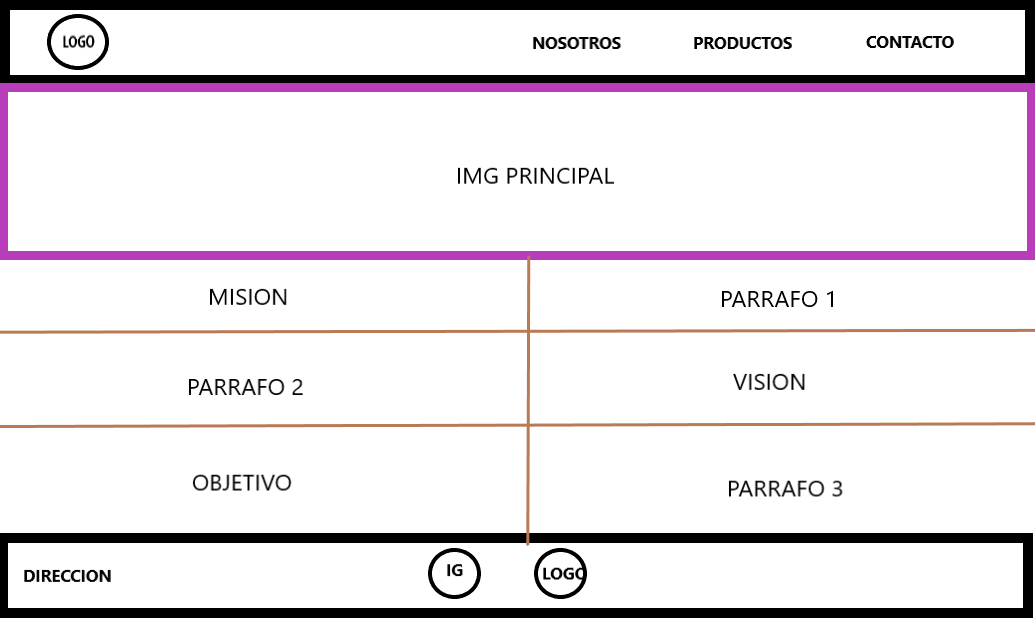 LOGO
NOSOTROS
PRODUCTOS
CONTACTO
IMG PRINCIPAL
MISION
PARRAFO 1
PARRAFO 2
VISION
OBJETIVO
PARRAFO 3
DIRECCION
IG
LOGO